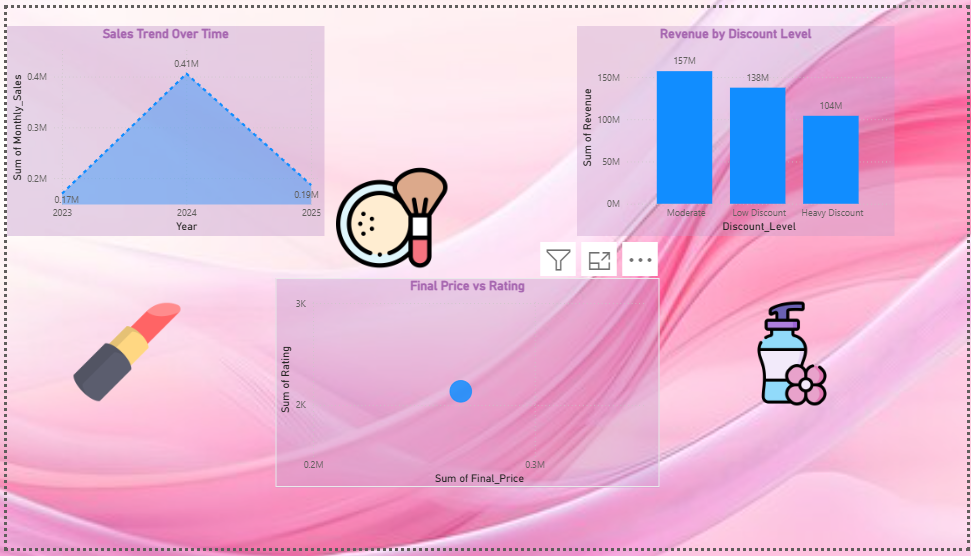 Sales Trend Over Time
Sum of Monthly_Sales
0.4M
0.3M
0.2M
0.41M
0.17M
0.19M
2023
2024
2025
Year
Revenue by Discount Level
Sum of Revenue
150M
100M
50M
0M
157M
138M
104M
Moderate
Low Discount
Heavy Discount
Discount_Level
Final Price vs Rating
Sum of Rating
3K
2K
0.2M
0.3M
Sum of Final_Price